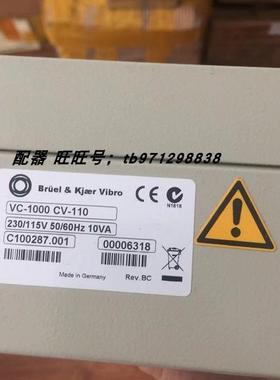 配器 旺旺号；tb971298838
Brüel & Kjær Vibro
CE
N1818
VC-1000 CV-110
230/115V 50/60Hz 10VA
C100287.001 00006318
Made in Germany Rev.BC